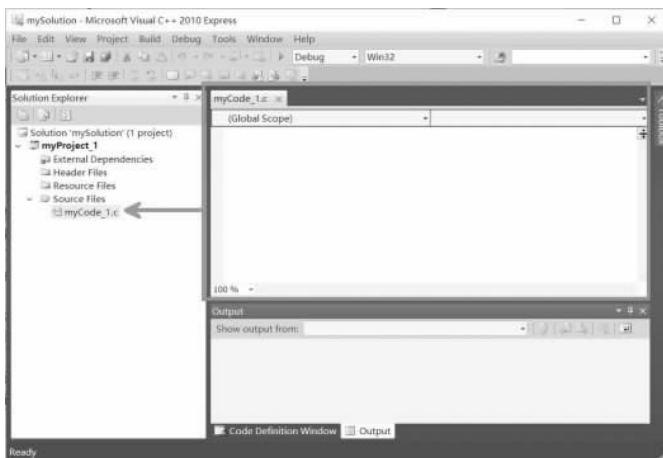 mySolution - Microsoft Visual C++ 2010 Express
File Edit View Project Build Debug Tools Window Help
Debug Win32
Solution Explorer
Solution 'mySolution' (1 project)
myProject_1
External Dependencies
Header Files
Resource Files
Source Files
myCode_1.c
myCode_1.c
(Global Scope)
100 %
Output
Show output from:
Code Definition Window Output
Toolbox
Ready